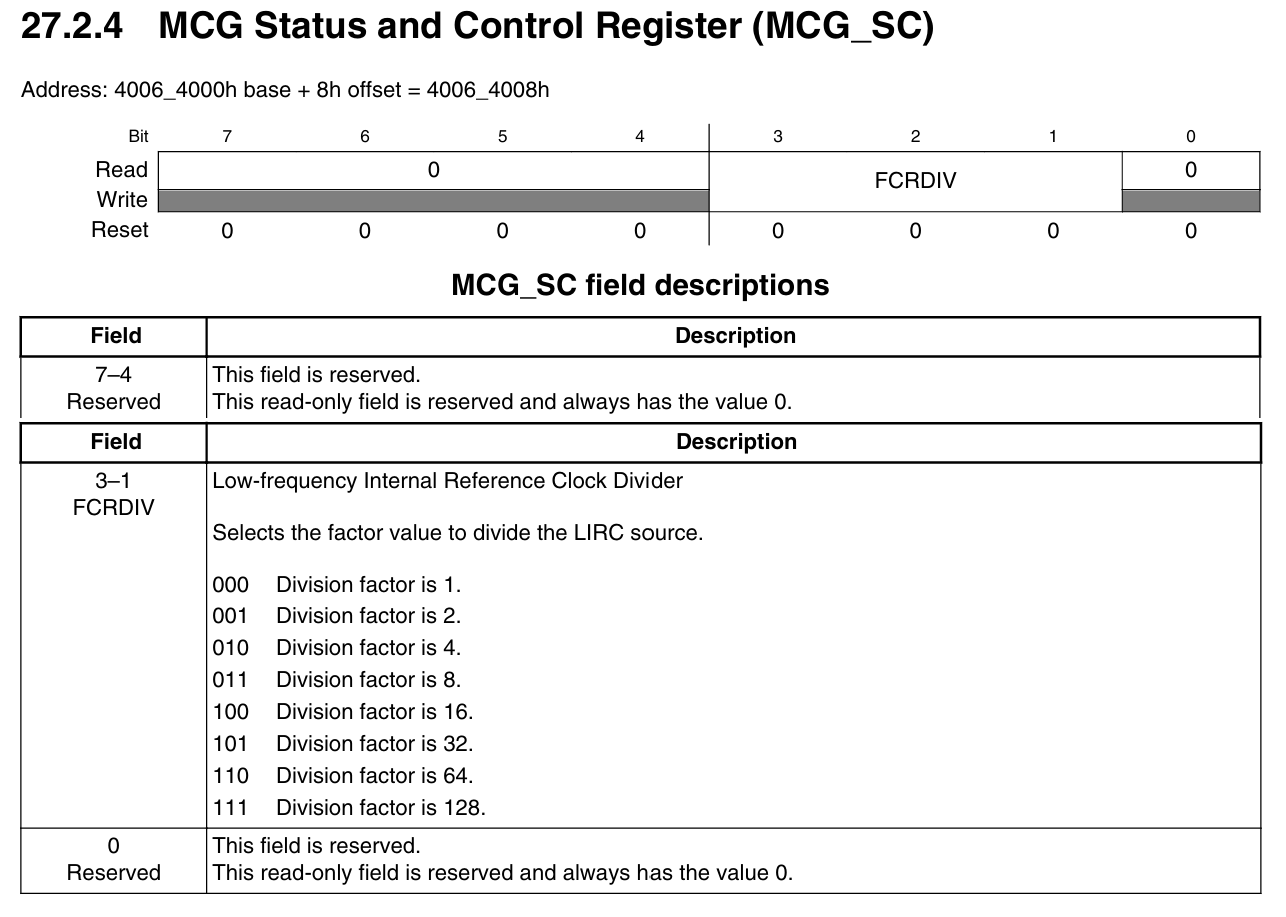 27.2.4 MCG Status and Control Register (MCG_SC)
Address: 4006_4000h base + 8h offset = 4006_4008h
Bit 7 6 5 4 3 2 1 0
Read 0 FCRDIV 0
Write
Reset 0 0 0 0 0 0 0 0
MCG_SC field descriptions
Field Description
7–4 This field is reserved.
Reserved This read-only field is reserved and always has the value 0.
Field Description
3–1 Low-frequency Internal Reference Clock Divider
FCRDIV
Selects the factor value to divide the LIRC source.
000 Division factor is 1.
001 Division factor is 2.
010 Division factor is 4.
011 Division factor is 8.
100 Division factor is 16.
101 Division factor is 32.
110 Division factor is 64.
111 Division factor is 128.
0 This field is reserved.
Reserved This read-only field is reserved and always has the value 0.